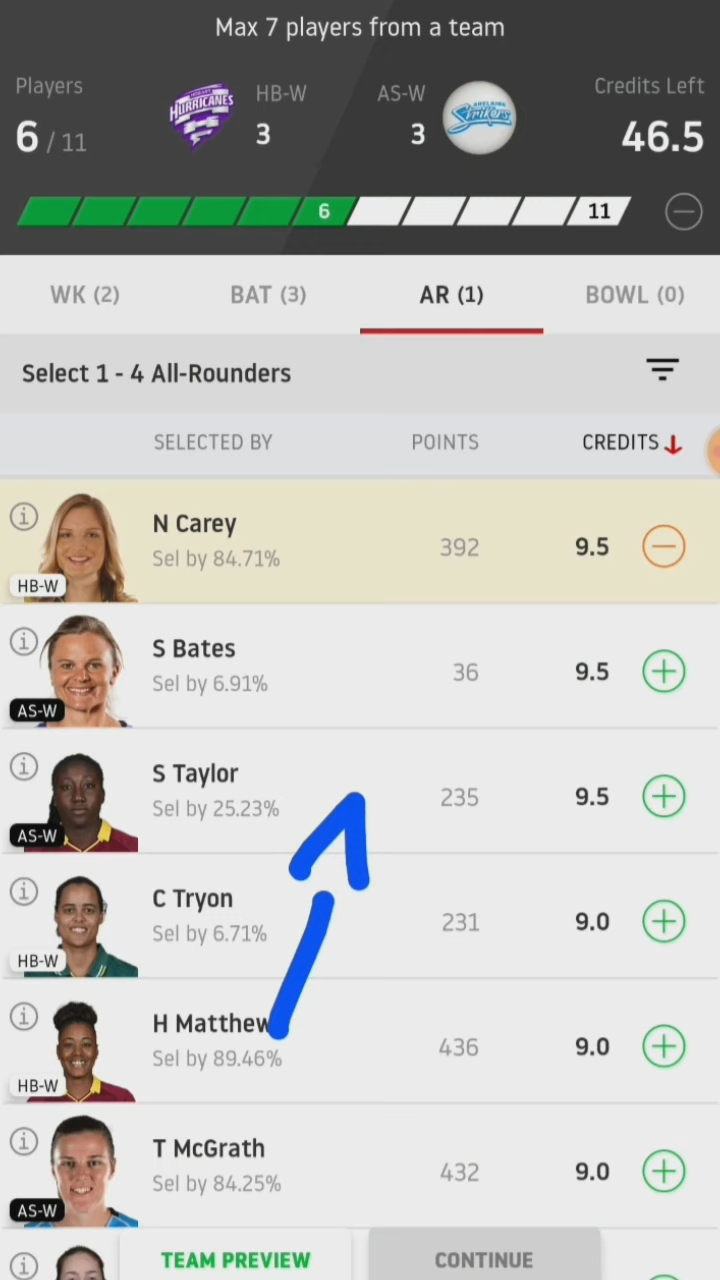 Max 7 players from a team
Players HB-W AS-W Credits Left
6 / 11 HURRICANES 3 3 ADELAIDE Strikers 46.5
6 11
WK (2) BAT (3) AR (1) BOWL (0)
Select 1 - 4 All-Rounders
SELECTED BY POINTS CREDITS
N Carey
Sel by 84.71% 392 9.5
HB-W
S Bates
Sel by 6.91% 36 9.5
AS-W
S Taylor
Sel by 25.23% 235 9.5
AS-W
C Tryon
Sel by 6.71% 231 9.0
HB-W
H Matthew
Sel by 89.46% 436 9.0
HB-W
T McGrath
Sel by 84.25% 432 9.0
AS-W
TEAM PREVIEW CONTINUE